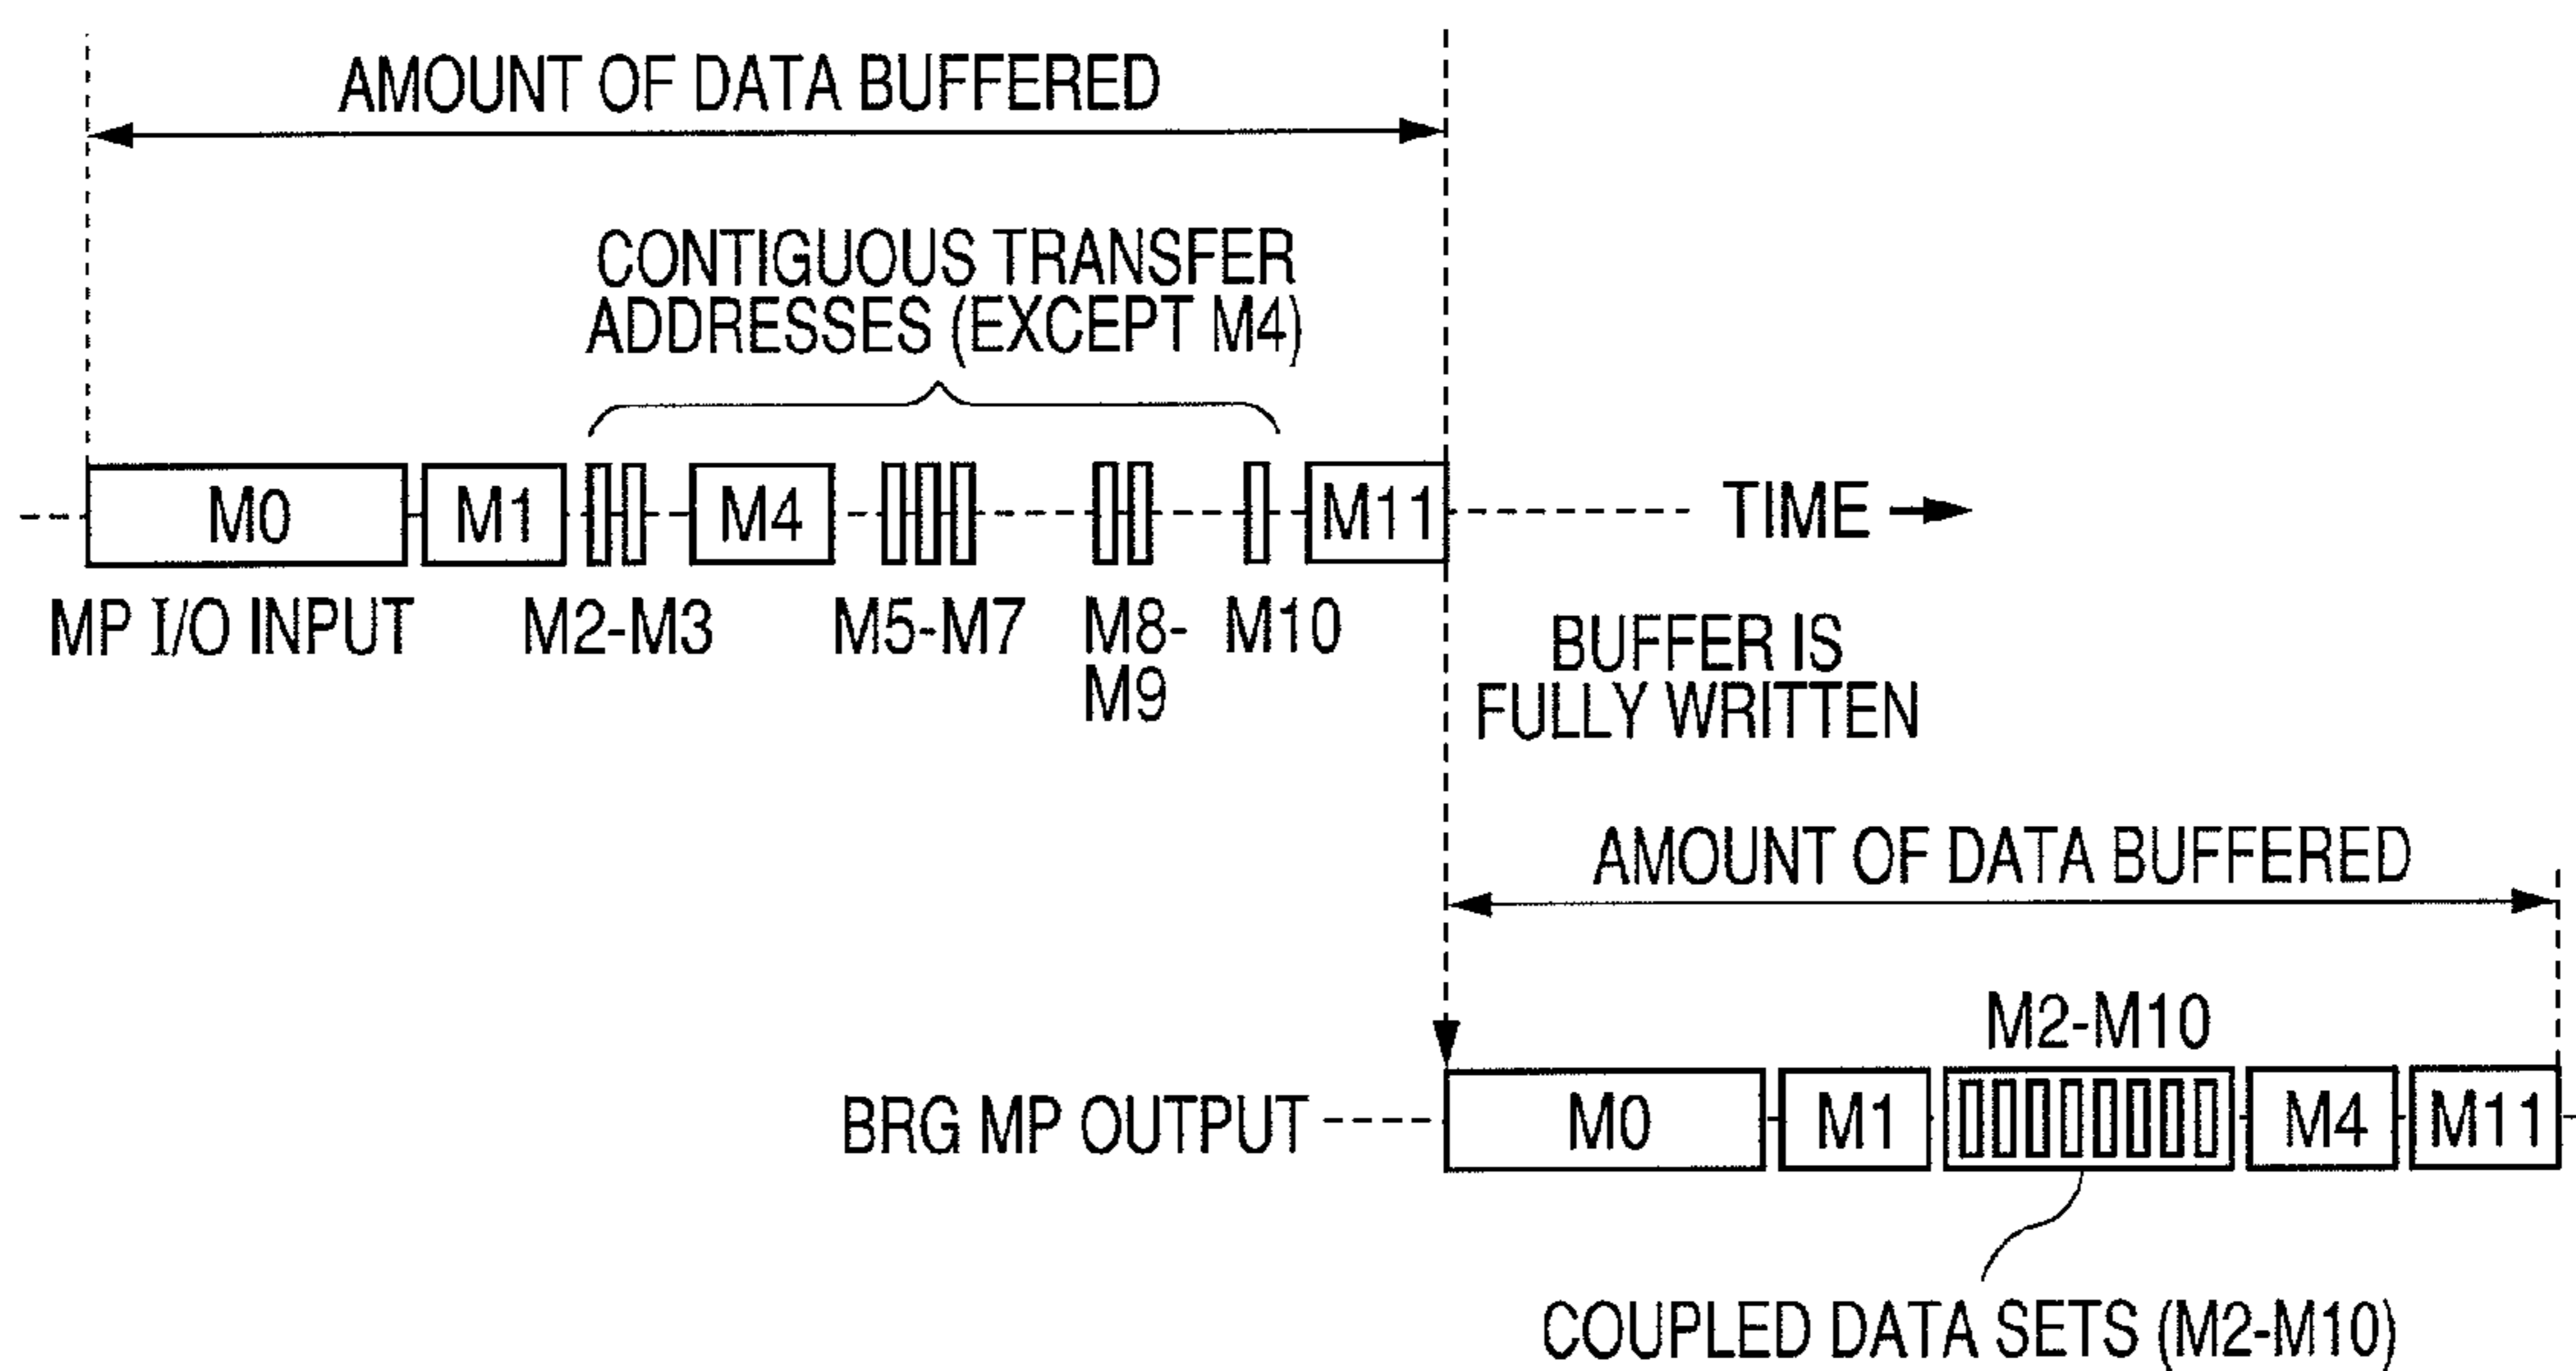 AMOUNT OF DATA BUFFERED
CONTIGUOUS TRANSFER
ADDRESSES (EXCEPT M4)
M0
M1
M4
M11
TIME
MP I/O INPUT
M2-M3
M5-M7
M8-
M9
M10
BUFFER IS
FULLY WRITTEN
AMOUNT OF DATA BUFFERED
M2-M10
BRG MP OUTPUT
M0
M1
M4
M11
COUPLED DATA SETS (M2-M10)